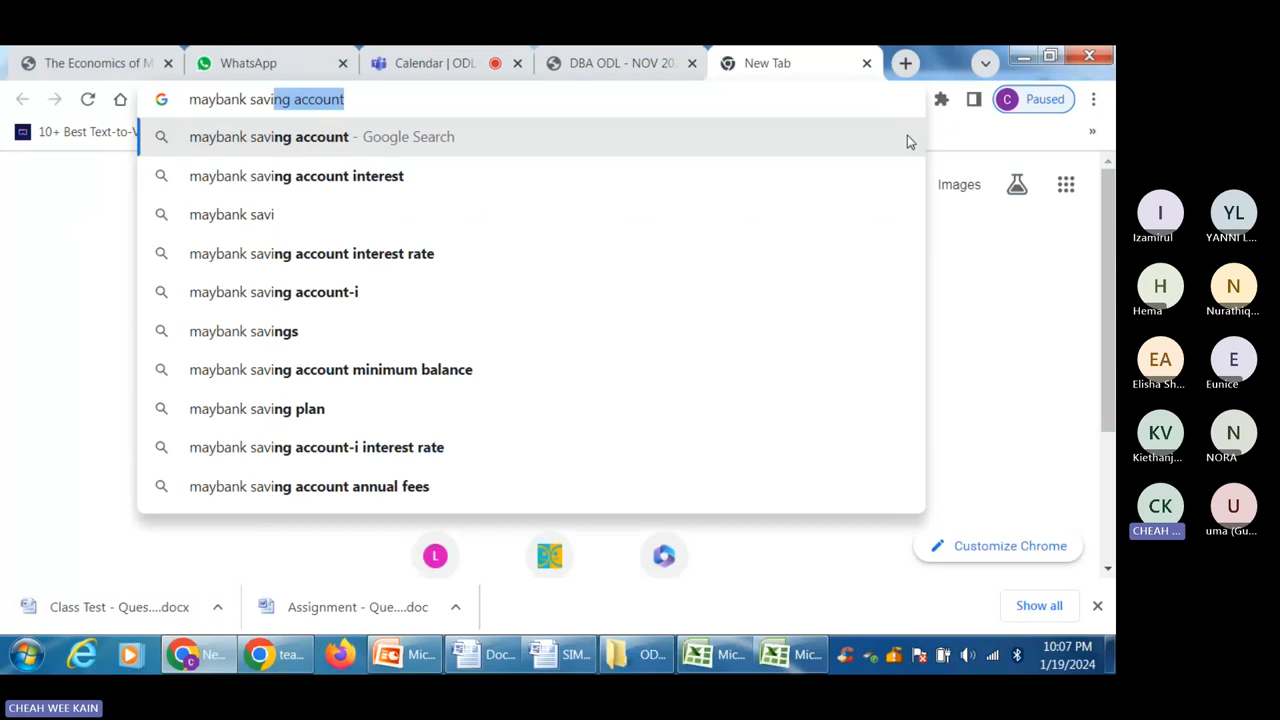 The Economics of M
WhatsApp
Calendar | ODL
DBA ODL - NOV 20
New Tab
maybank saving account
C
Paused
10+ Best Text-to-V
»
maybank saving account - Google Search
maybank saving account interest
maybank savi
maybank saving account interest rate
maybank saving account-i
maybank savings
maybank saving account minimum balance
maybank saving plan
maybank saving account-i interest rate
maybank saving account annual fees
Images
L
Customize Chrome
Class Test - Ques....docx
Assignment - Que....doc
Show all
Ne...
tea...
Mic...
Doc...
SIM...
OD...
Mic...
Mic...
10:07 PM
1/19/2024
I
Izamirul
YL
YANNI L...
H
Hema
N
Nurathiq...
EA
Elisha Sh...
E
Eunice
KV
Kiethanj...
N
NORA
CK
CHEAH ...
U
uma (Gu...
CHEAH WEE KAIN